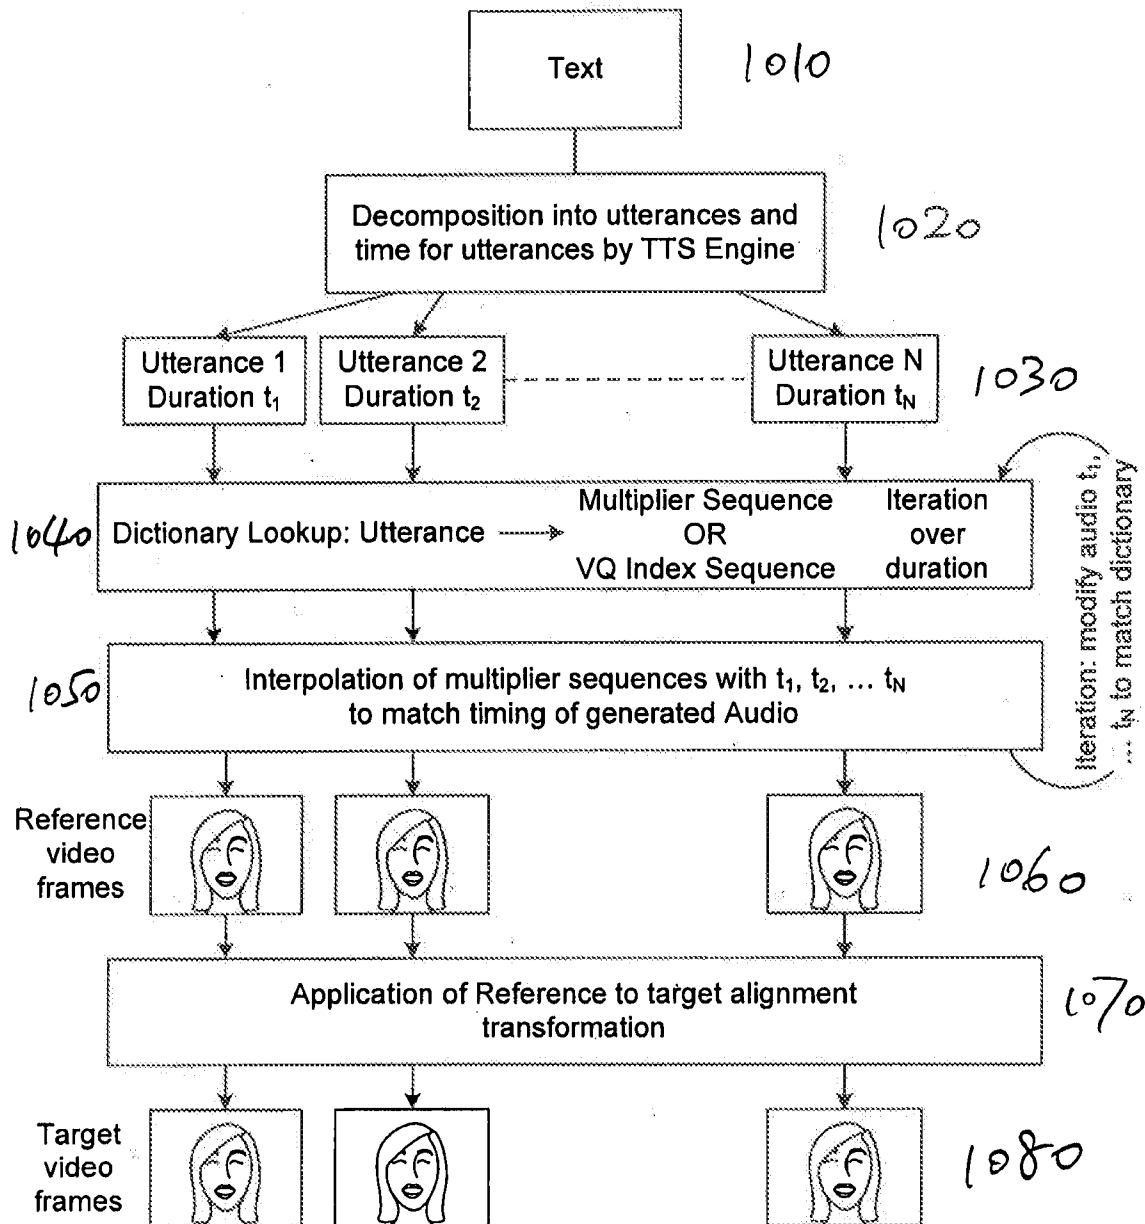 Text
1010
Decomposition into utterances and
time for utterances by TTS Engine
1020
Utterance 1
Duration t₁
Utterance 2
Duration t₂
Utterance N
Duration tN
1030
1040
Dictionary Lookup: Utterance
Multiplier Sequence
OR
VQ Index Sequence
Iteration
over
duration
Iteration: modify audio t₁,
... tN to match dictionary
1050
Interpolation of multiplier sequences with t₁, t₂, ... tN
to match timing of generated Audio
Reference
video
frames
1060
Application of Reference to target alignment
transformation
1070
Target
video
frames
1080